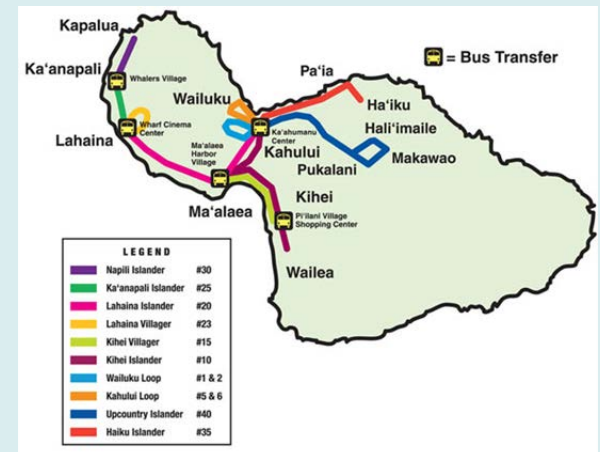 Kapalua
Ka‘anapali
Whalers Village
= Bus Transfer
Pa‘ia
Wailuku
Ha‘iku
Wharf Cinema
Center
Hali‘imaile
Lahaina
Ka‘ahumanu
Center
Ma‘alaea
Harbor
Village
Kahului
Makawao
Pukalani
Kihei
Ma‘alaea
Pi‘ilani Village
Shopping Center
Wailea
LEGEND
Napili Islander #30
Ka‘anapali Islander #25
Lahaina Islander #20
Lahaina Villager #23
Kihei Villager #15
Kihei Islander #10
Wailuku Loop #1 & 2
Kahului Loop #5 & 6
Upcountry Islander #40
Haiku Islander #35